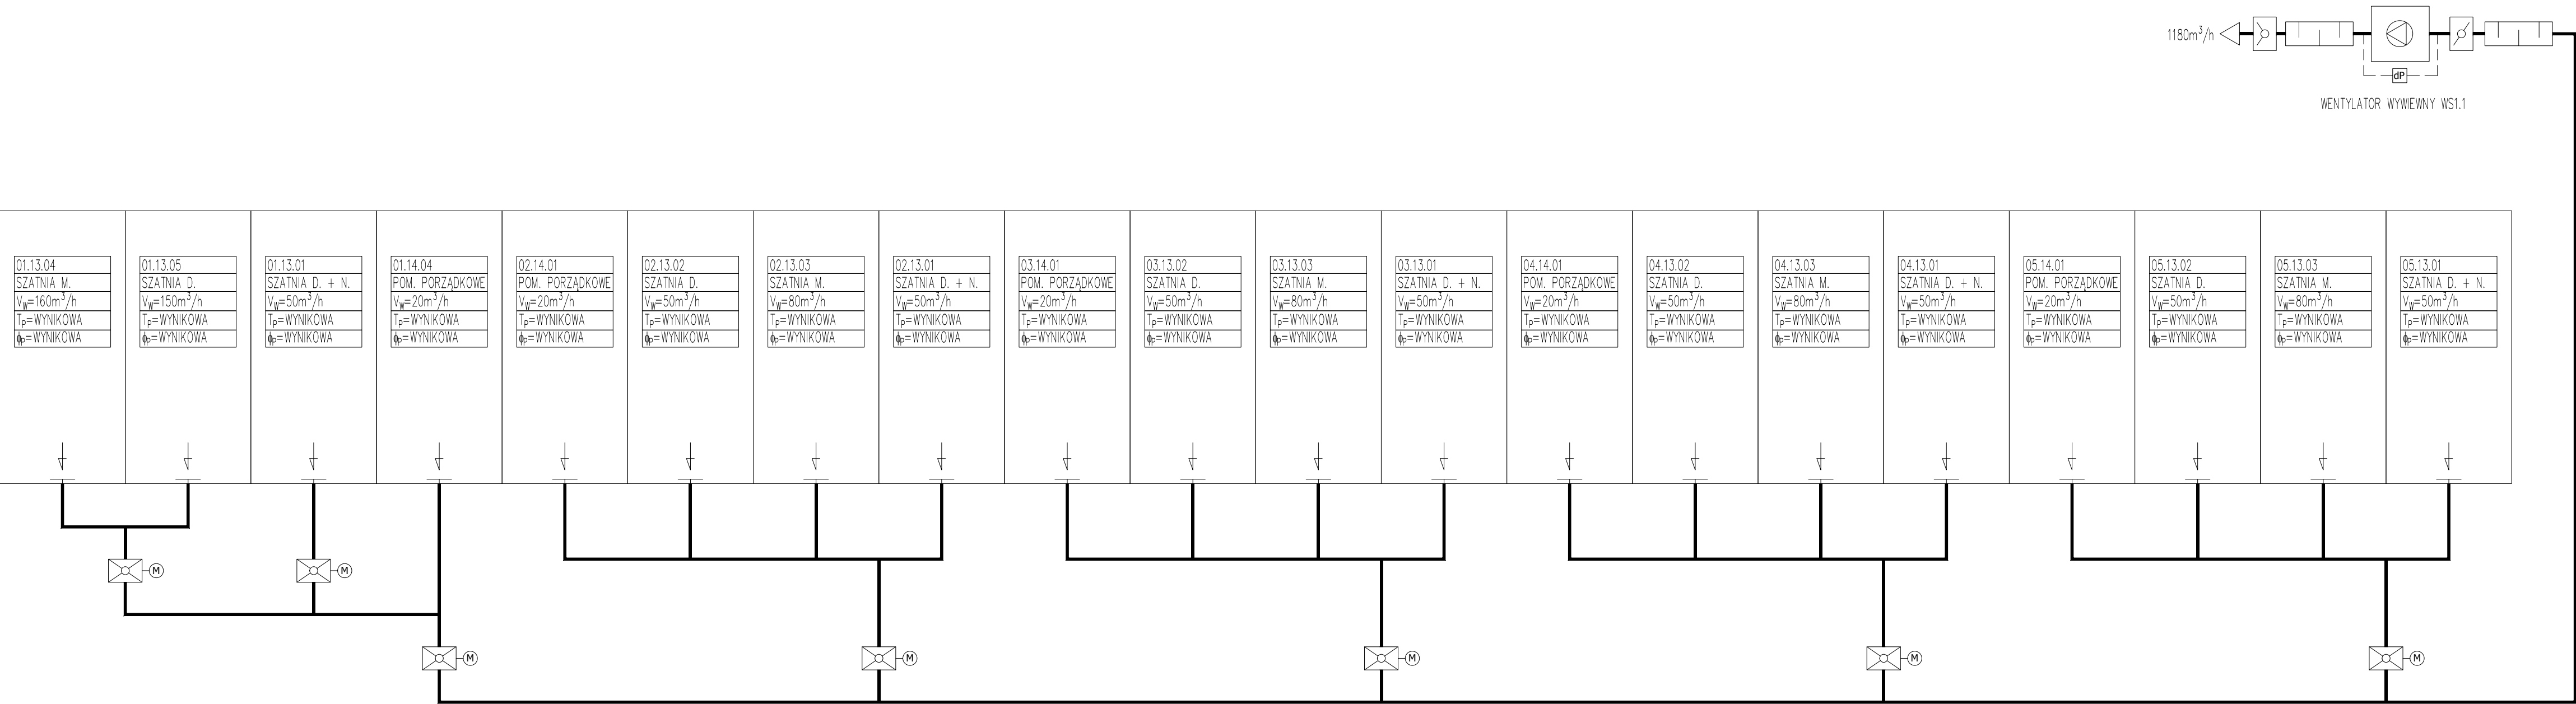 1180m³/h
dP
WENTYLATOR WYWIEWNY WS1.1
01.13.04
SZATNIA M.
VW=160m³/h
TP=WYNIKOWA
ϕP=WYNIKOWA
01.13.05
SZATNIA D.
VW=150m³/h
TP=WYNIKOWA
ϕP=WYNIKOWA
01.13.01
SZATNIA D. + N.
VW=50m³/h
TP=WYNIKOWA
ϕP=WYNIKOWA
01.14.04
POM. PORZĄDKOWE
VW=20m³/h
TP=WYNIKOWA
ϕP=WYNIKOWA
02.14.01
POM. PORZĄDKOWE
VW=20m³/h
TP=WYNIKOWA
ϕP=WYNIKOWA
02.13.02
SZATNIA D.
VW=50m³/h
TP=WYNIKOWA
ϕP=WYNIKOWA
02.13.03
SZATNIA M.
VW=80m³/h
TP=WYNIKOWA
ϕP=WYNIKOWA
02.13.01
SZATNIA D. + N.
VW=50m³/h
TP=WYNIKOWA
ϕP=WYNIKOWA
03.14.01
POM. PORZĄDKOWE
VW=20m³/h
TP=WYNIKOWA
ϕP=WYNIKOWA
03.13.02
SZATNIA D.
VW=50m³/h
TP=WYNIKOWA
ϕP=WYNIKOWA
03.13.03
SZATNIA M.
VW=80m³/h
TP=WYNIKOWA
ϕP=WYNIKOWA
03.13.01
SZATNIA D. + N.
VW=50m³/h
TP=WYNIKOWA
ϕP=WYNIKOWA
04.14.01
POM. PORZĄDKOWE
VW=20m³/h
TP=WYNIKOWA
ϕP=WYNIKOWA
04.13.02
SZATNIA D.
VW=50m³/h
TP=WYNIKOWA
ϕP=WYNIKOWA
04.13.03
SZATNIA M.
VW=80m³/h
TP=WYNIKOWA
ϕP=WYNIKOWA
04.13.01
SZATNIA D. + N.
VW=50m³/h
TP=WYNIKOWA
ϕP=WYNIKOWA
05.14.01
POM. PORZĄDKOWE
VW=20m³/h
TP=WYNIKOWA
ϕP=WYNIKOWA
05.13.02
SZATNIA D.
VW=50m³/h
TP=WYNIKOWA
ϕP=WYNIKOWA
05.13.03
SZATNIA M.
VW=80m³/h
TP=WYNIKOWA
ϕP=WYNIKOWA
05.13.01
SZATNIA D. + N.
VW=50m³/h
TP=WYNIKOWA
ϕP=WYNIKOWA
M
M
M
M
M
M
M